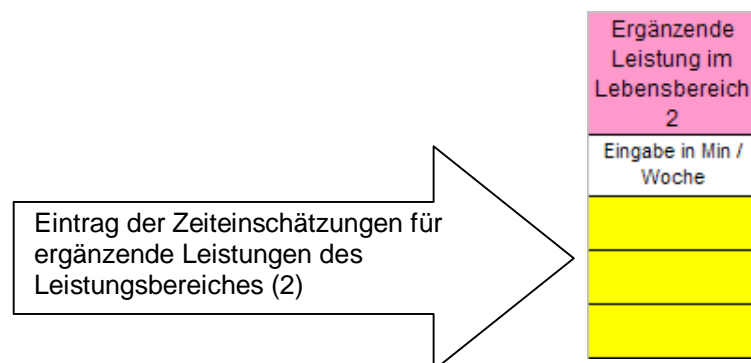 Ergänzende
Leistung im
Lebensbereich
2
Eingabe in Min /
Woche
Eintrag der Zeiteinschätzungen für
ergänzende Leistungen des
Leistungsbereiches (2)